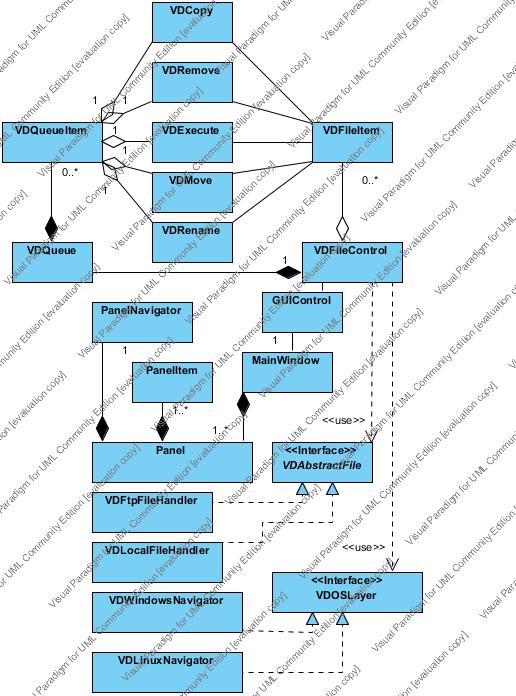 VDCopy
VDRemove
1 1
VDQueueItem
1
VDExecute
VDFileItem
1
0..*
VDMove
0..*
1
VDRename
VDQueue
1
VDFileControl
GUIControl
PanelNavigator
1
1
MainWindow
PanelItem
1..*
1..*
<<use>>
Panel
<<Interface>>
VDAbstractFile
VDFtpFileHandler
VDLocalFileHandler
<<use>>
<<Interface>>
VDOSLayer
VDWindowsNavigator
VDLinuxNavigator
Visual Paradigm for UML Community Edition [evaluation copy]